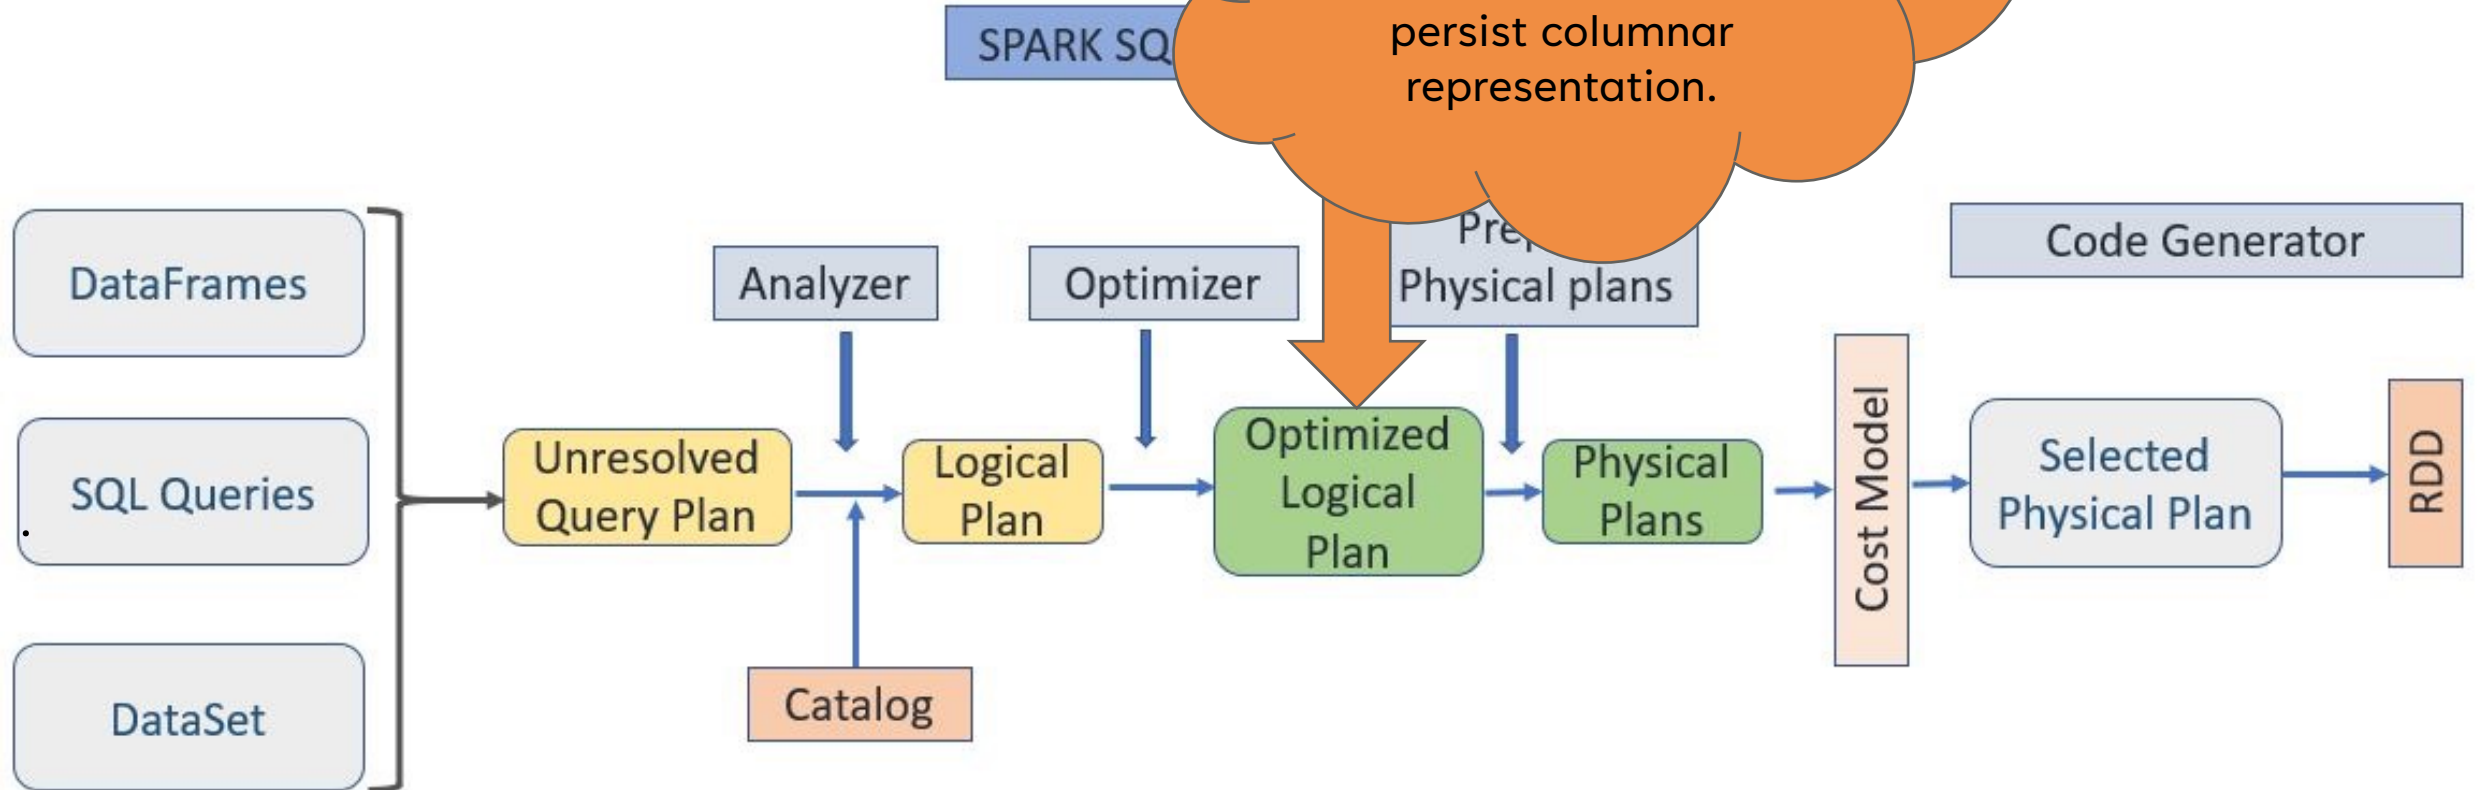 persist columnar
representation.
SPARK
Code Generator
Physical plans
Analyzer
Optimizer
DataFrames
SQL Queries
DataSet
Unresolved
Query Plan
Logical
Plan
Optimized
Logical
Plan
Physical
Plans
Cost Model
Selected
Physical Plan
RDD
Catalog